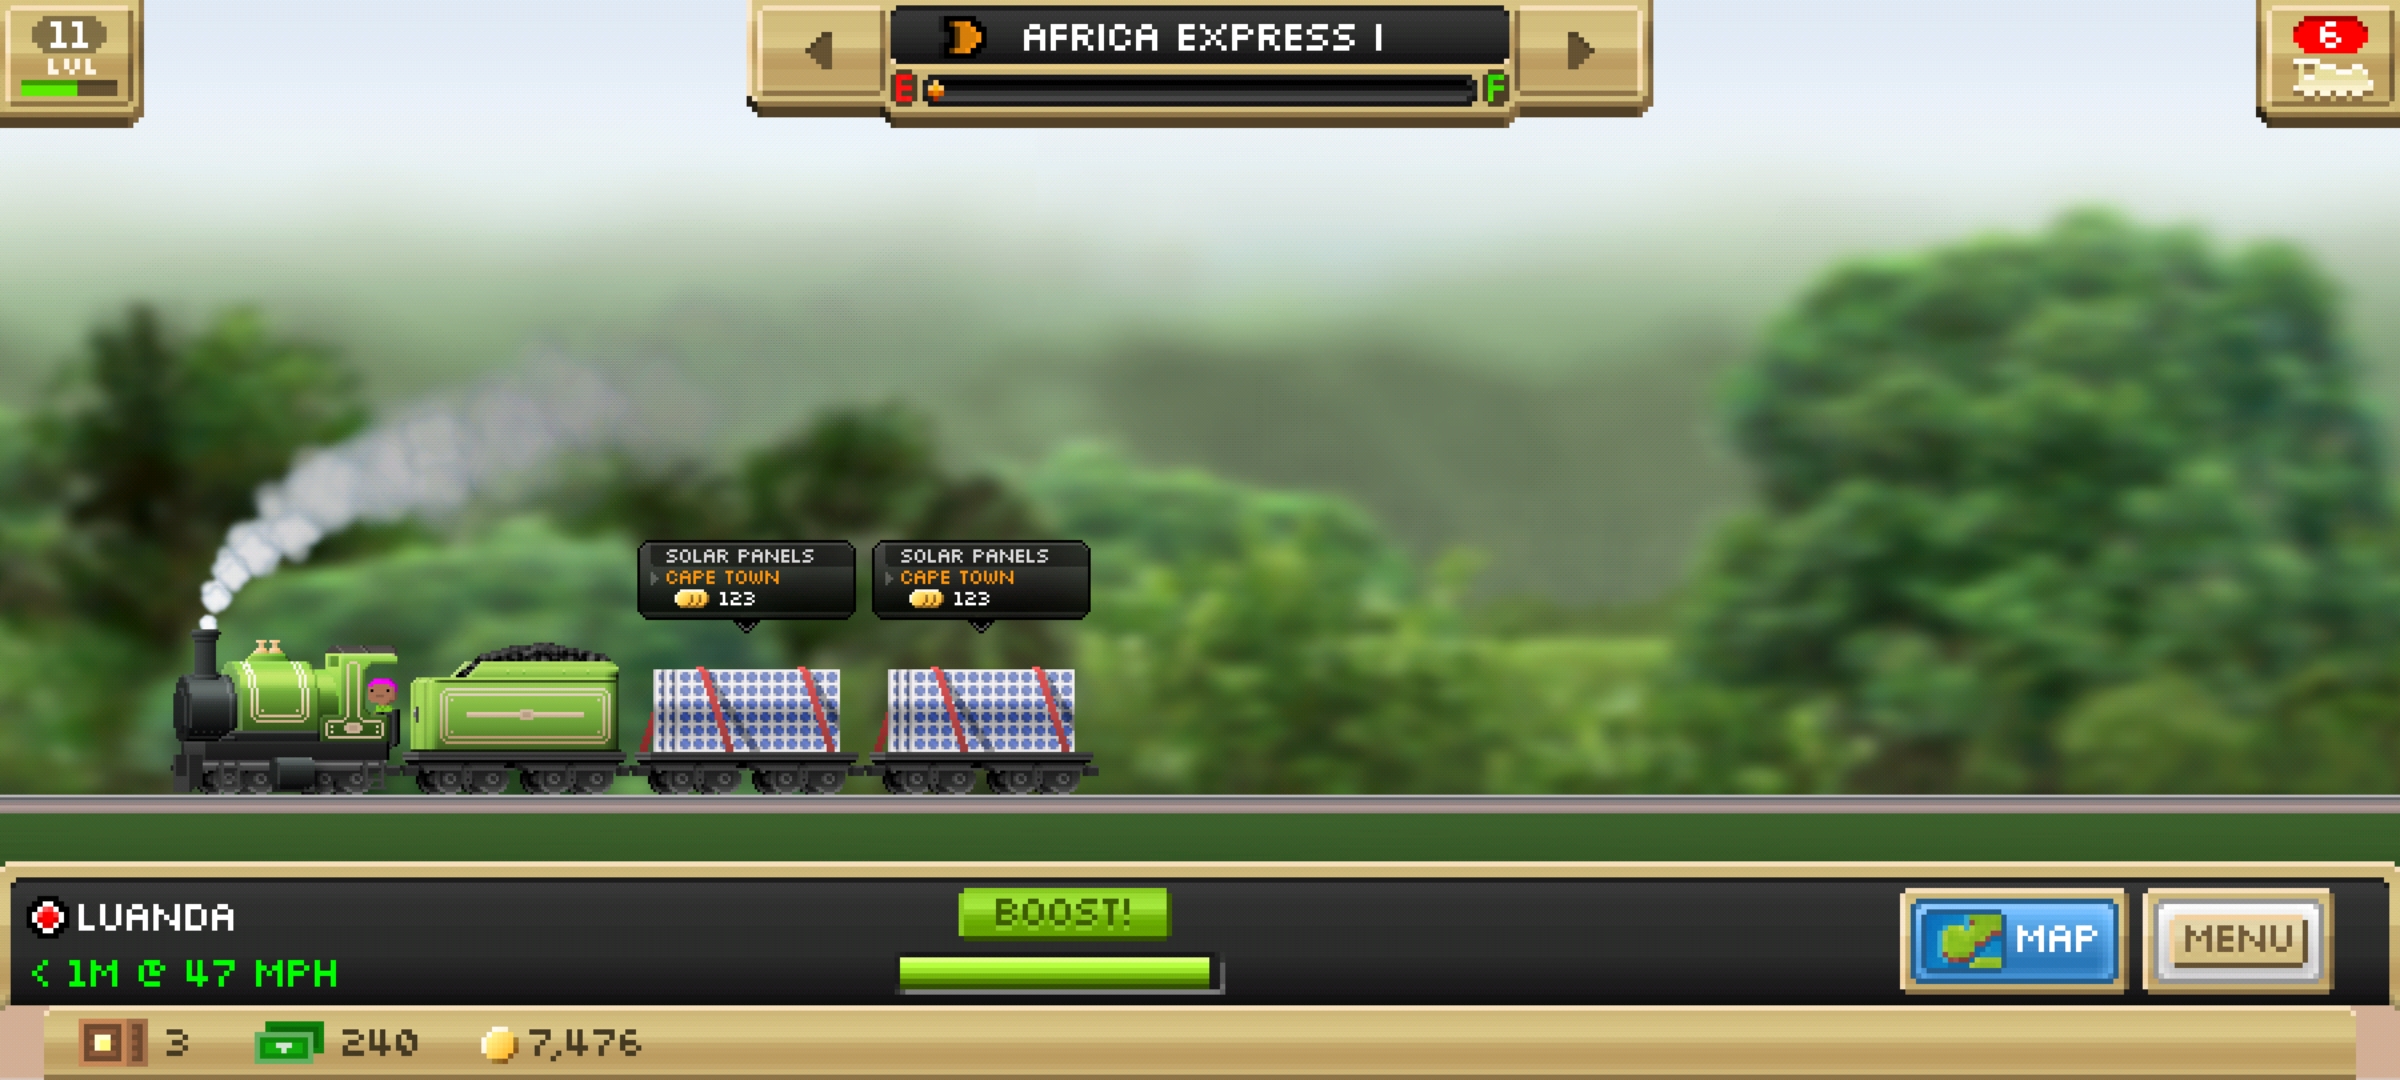 11
LVL
AFRICA EXPRESS I
E
F
6
SOLAR PANELS
CAPE TOWN
123
SOLAR PANELS
CAPE TOWN
123
LUANDA
< 1M @ 47 MPH
BOOST!
MAP
MENU
3
240
7,476